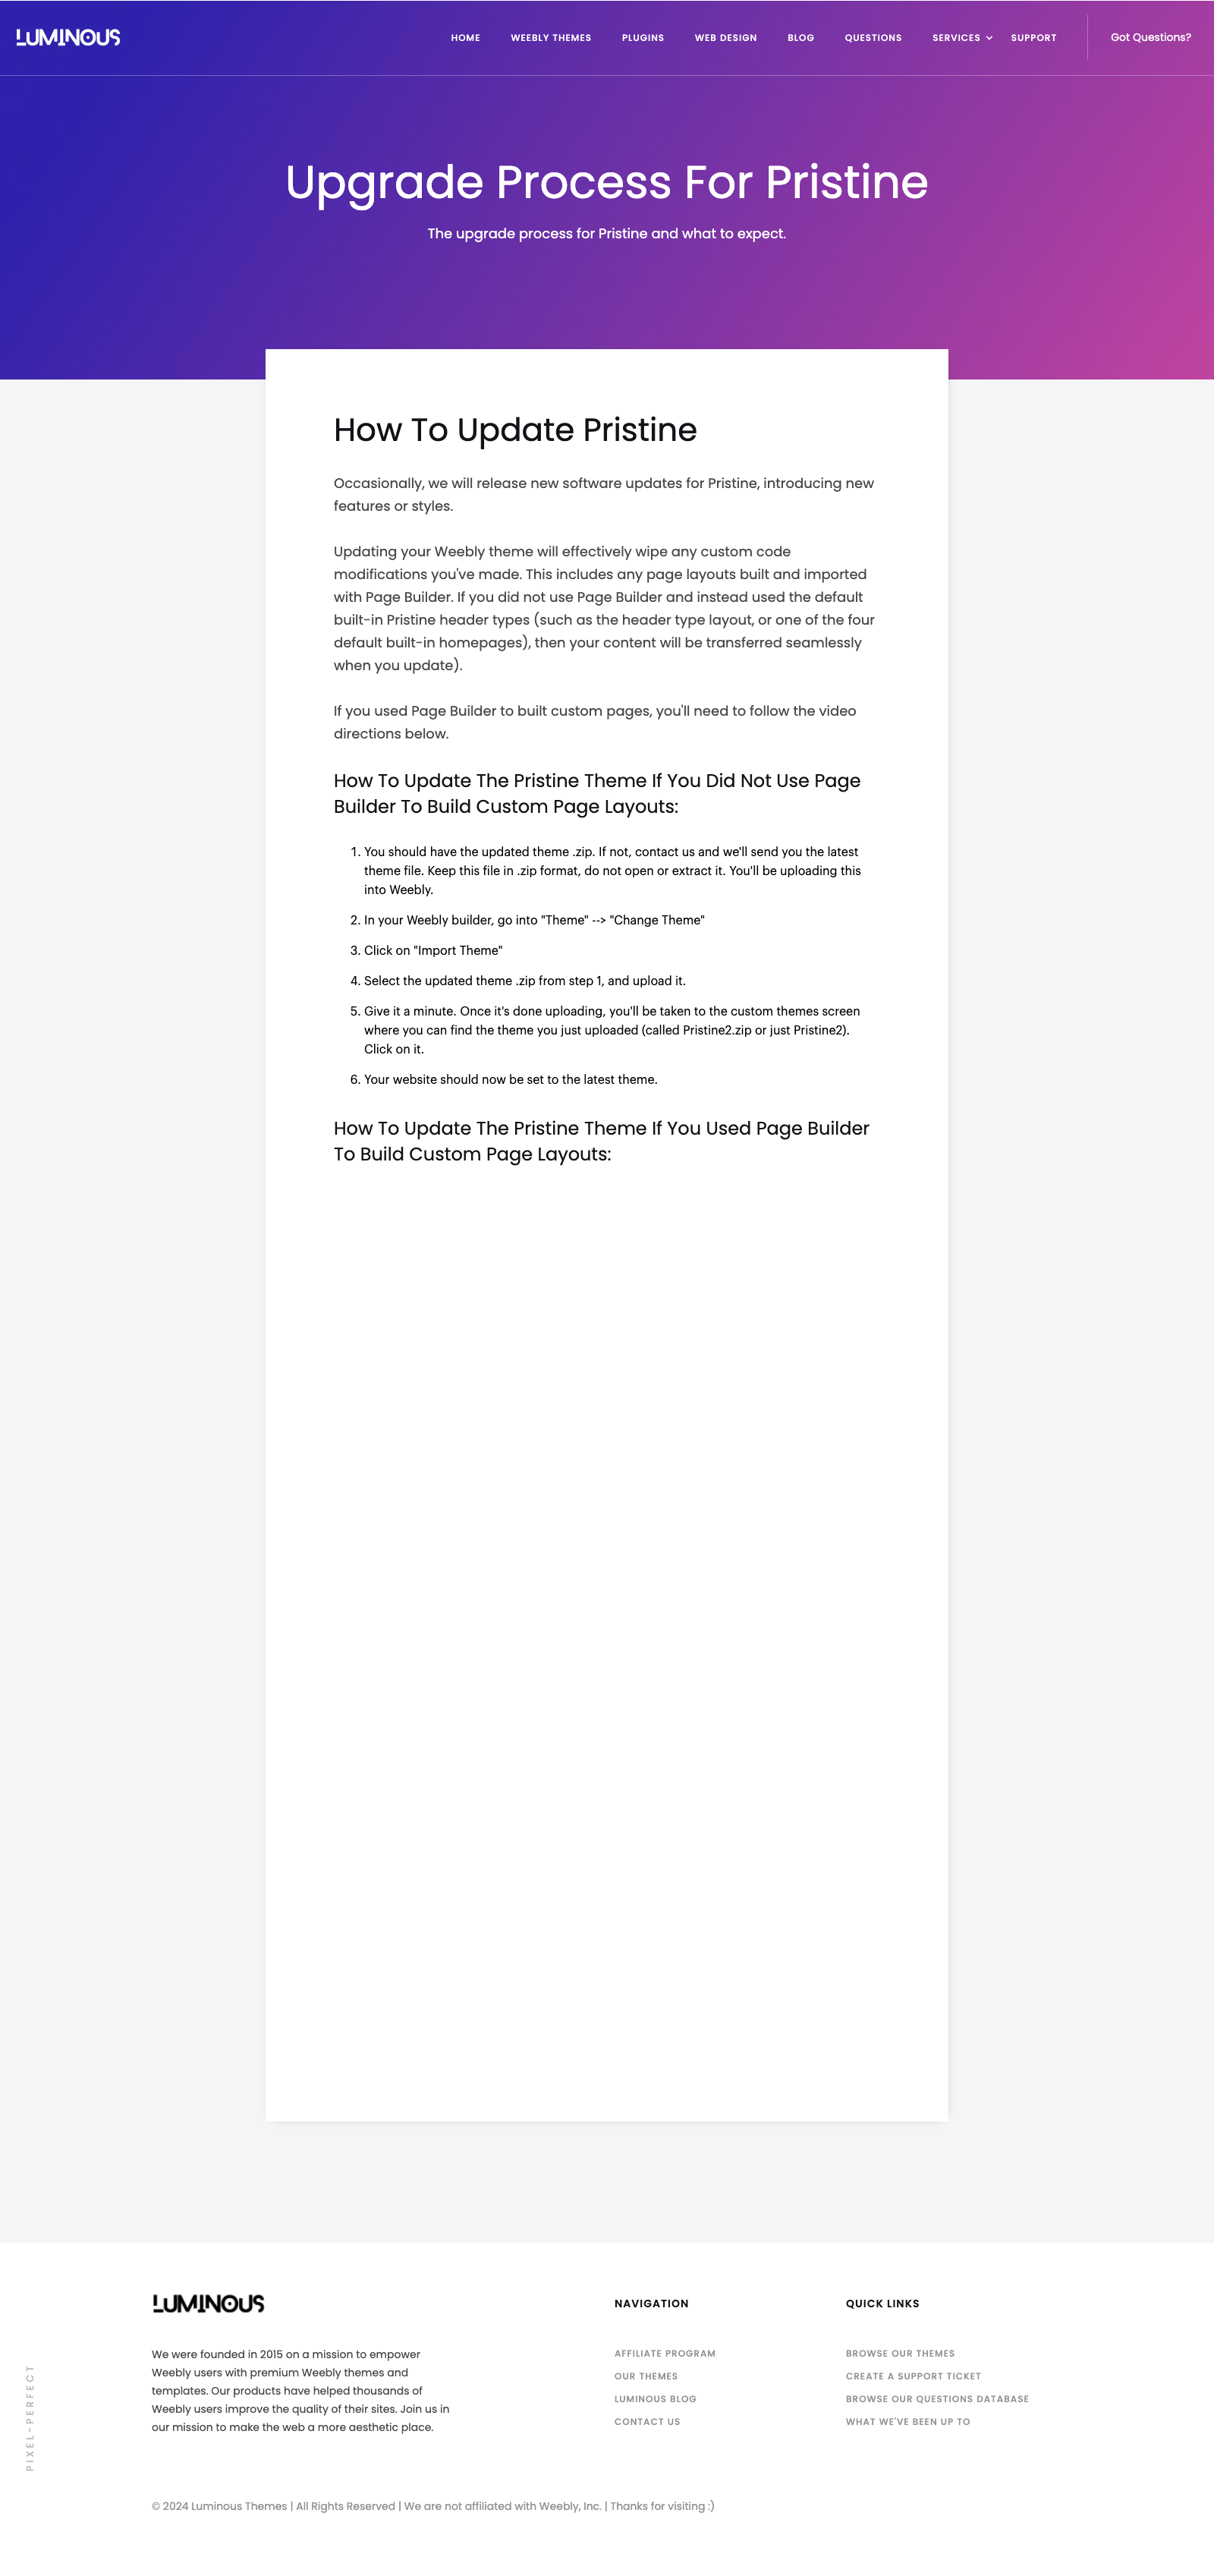 LUMINOUS
HOME WEEBLY THEMES PLUGINS WEB DESIGN BLOG QUESTIONS SERVICES SUPPORT Got Questions?
Upgrade Process For Pristine
The upgrade process for Pristine and what to expect.
How To Update Pristine
Occasionally, we will release new software updates for Pristine, introducing new
features or styles.
Updating your Weebly theme will effectively wipe any custom code
modifications you've made. This includes any page layouts built and imported
with Page Builder. If you did not use Page Builder and instead used the default
built-in Pristine header types (such as the header type layout, or one of the four
default built-in homepages), then your content will be transferred seamlessly
when you update).
If you used Page Builder to built custom pages, you'll need to follow the video
directions below.
How To Update The Pristine Theme If You Did Not Use Page
Builder To Build Custom Page Layouts:
1. You should have the updated theme .zip. If not, contact us and we'll send you the latest
theme file. Keep this file in .zip format, do not open or extract it. You'll be uploading this
into Weebly.
2. In your Weebly builder, go into "Theme" --> "Change Theme"
3. Click on "Import Theme"
4. Select the updated theme .zip from step 1, and upload it.
5. Give it a minute. Once it's done uploading, you'll be taken to the custom themes screen
where you can find the theme you just uploaded (called Pristine2.zip or just Pristine2).
Click on it.
6. Your website should now be set to the latest theme.
How To Update The Pristine Theme If You Used Page Builder
To Build Custom Page Layouts:
LUMINOUS
We were founded in 2015 on a mission to empower
Weebly users with premium Weebly themes and
templates. Our products have helped thousands of
Weebly users improve the quality of their sites. Join us in
our mission to make the web a more aesthetic place.
NAVIGATION
AFFILIATE PROGRAM
OUR THEMES
LUMINOUS BLOG
CONTACT US
QUICK LINKS
BROWSE OUR THEMES
CREATE A SUPPORT TICKET
BROWSE OUR QUESTIONS DATABASE
WHAT WE'VE BEEN UP TO
PIXEL-PERFECT
© 2024 Luminous Themes | All Rights Reserved | We are not affiliated with Weebly, Inc. | Thanks for visiting :)